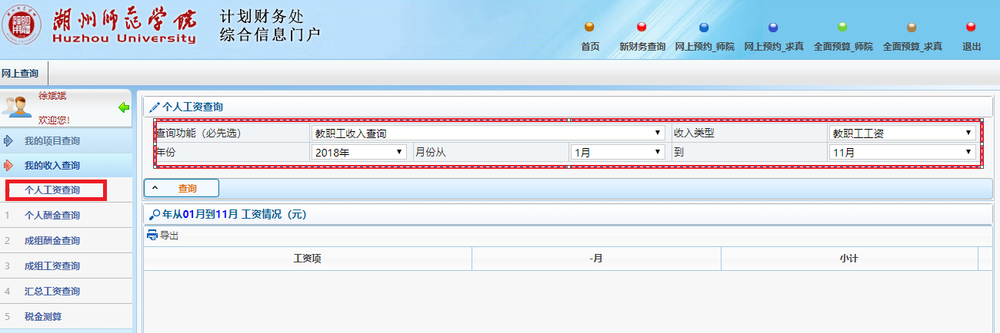 湖州师范学院
Huzhou University
计划财务处
综合信息门户
首页 新财务查询 网上预约_师院 网上预约_求真 全面预算_师院 全面预算_求真 退出
网上查询
徐斌斌
欢迎您!
我的项目查询
我的收入查询
个人工资查询
1 个人酬金查询
2 成组酬金查询
3 成组工资查询
4 汇总工资查询
5 税金测算
个人工资查询
查询功能（必先选） 教职工收入查询 收入类型 教职工工资
年份 2018年 月份从 1月 到 11月
查询
年从01月到11月 工资情况（元）
导出
工资项 -月 小计